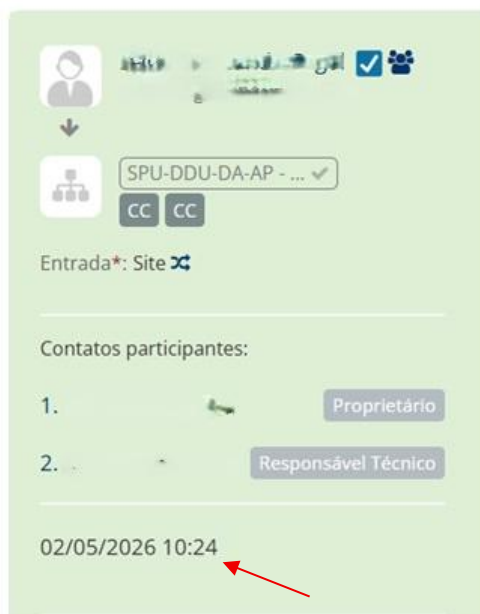 SPU-DDU-DA-AP - ...
CC CC
Entrada*: Site
Contatos participantes:
1. Proprietário
2. Responsável Técnico
02/05/2026 10:24